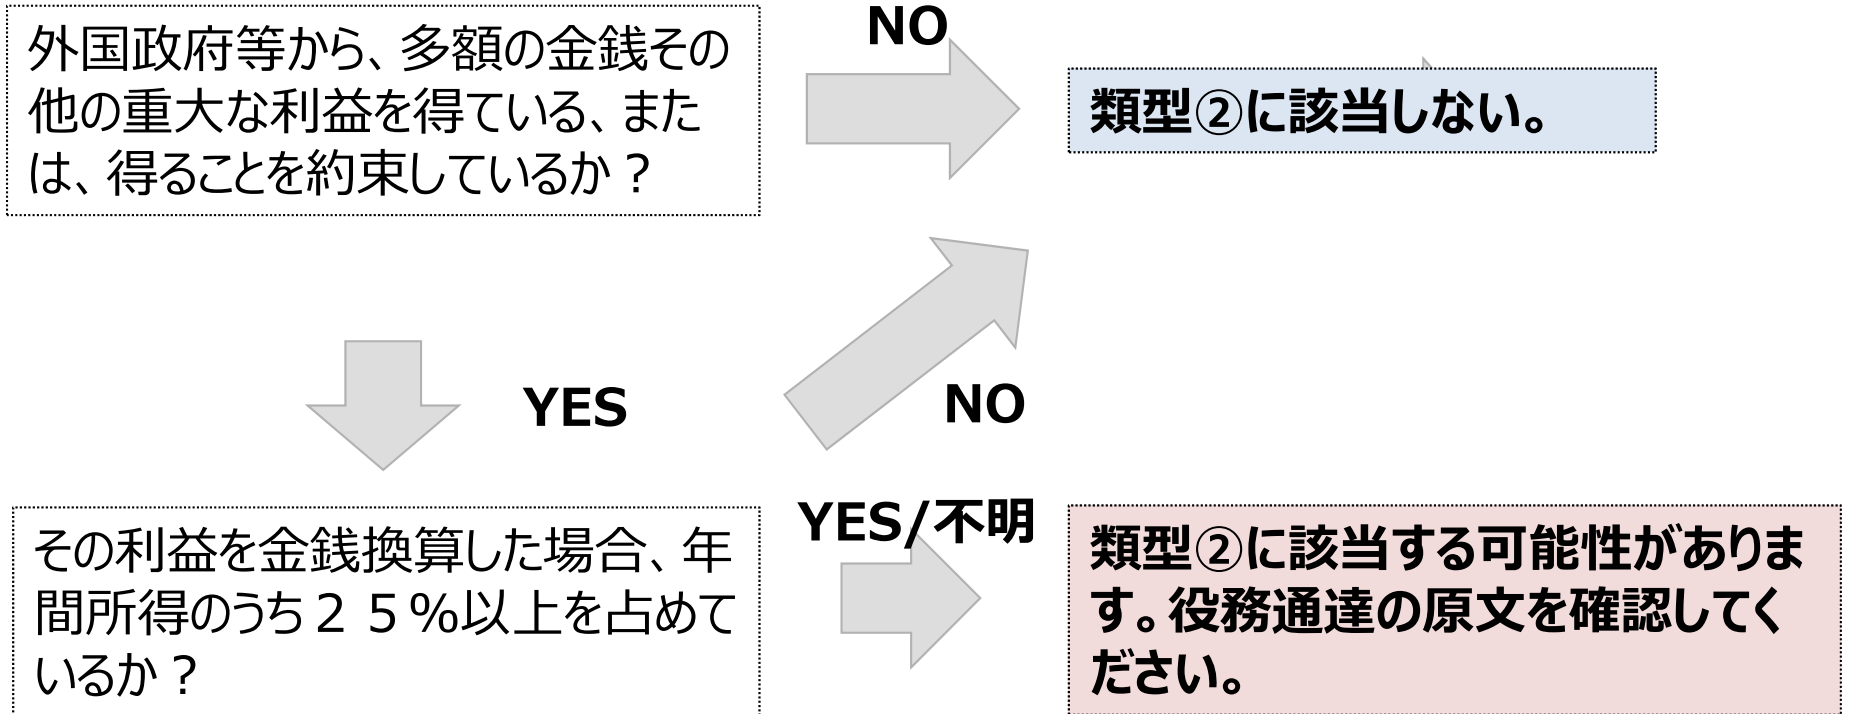 外国政府等から、多額の金銭その
他の重大な利益を得ている、また
は、得ることを約束しているか？
NO
類型②に該当しない。
YES
NO
その利益を金銭換算した場合、年
間所得のうち２５％以上を占めて
いるか？
YES/不明
類型②に該当する可能性がありま
す。役務通達の原文を確認してく
ださい。